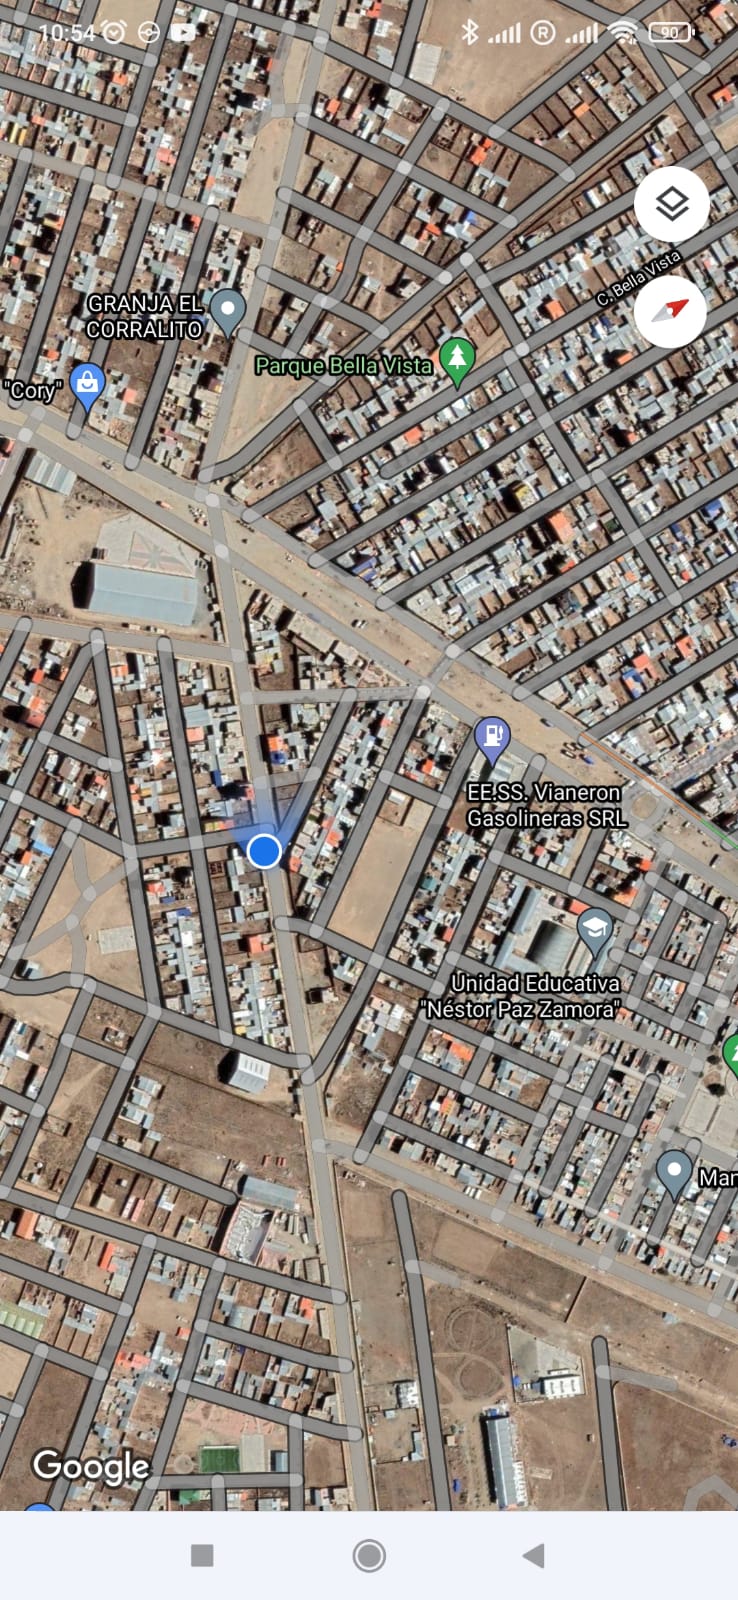 10:54
R
90
C. Bella Vista
GRANJA EL
CORRALITO
Parque Bella Vista
"Cory"
EE.SS. Vianeron
Gasolineras SRL
Unidad Educativa
"Néstor Paz Zamora"
Mar
Google